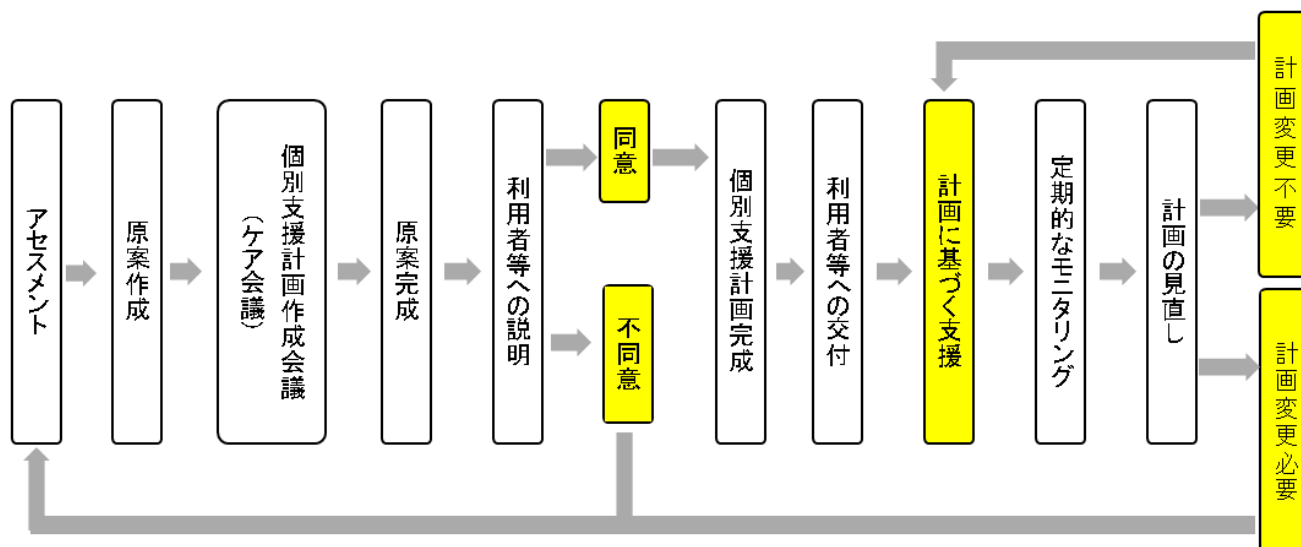 アセスメント
原案作成
個別支援計画作成会議
（ケア会議）
原案完成
利用者等への説明
同意
不同意
個別支援計画完成
利用者等への交付
計画に基づく支援
定期的なモニタリング
計画の見直し
計画変更不要
計画変更必要